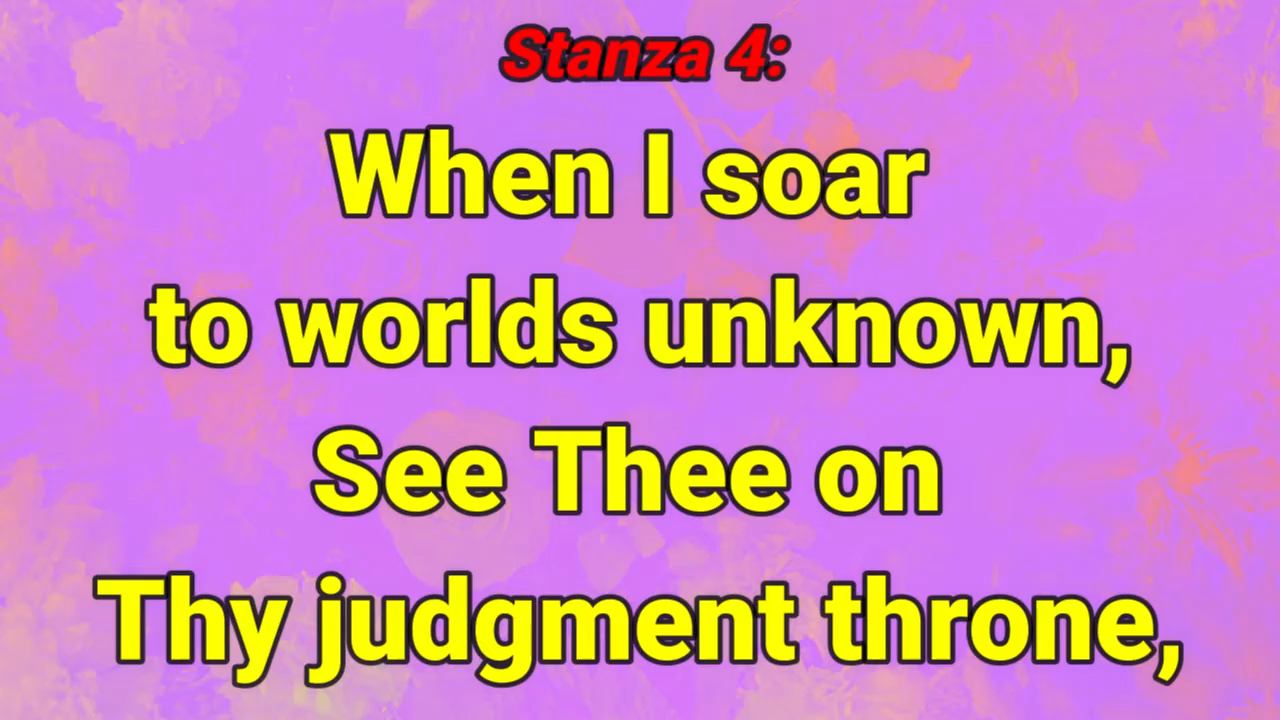 Stanza 4:
When I soar
to worlds unknown,
See Thee on
Thy judgment throne,